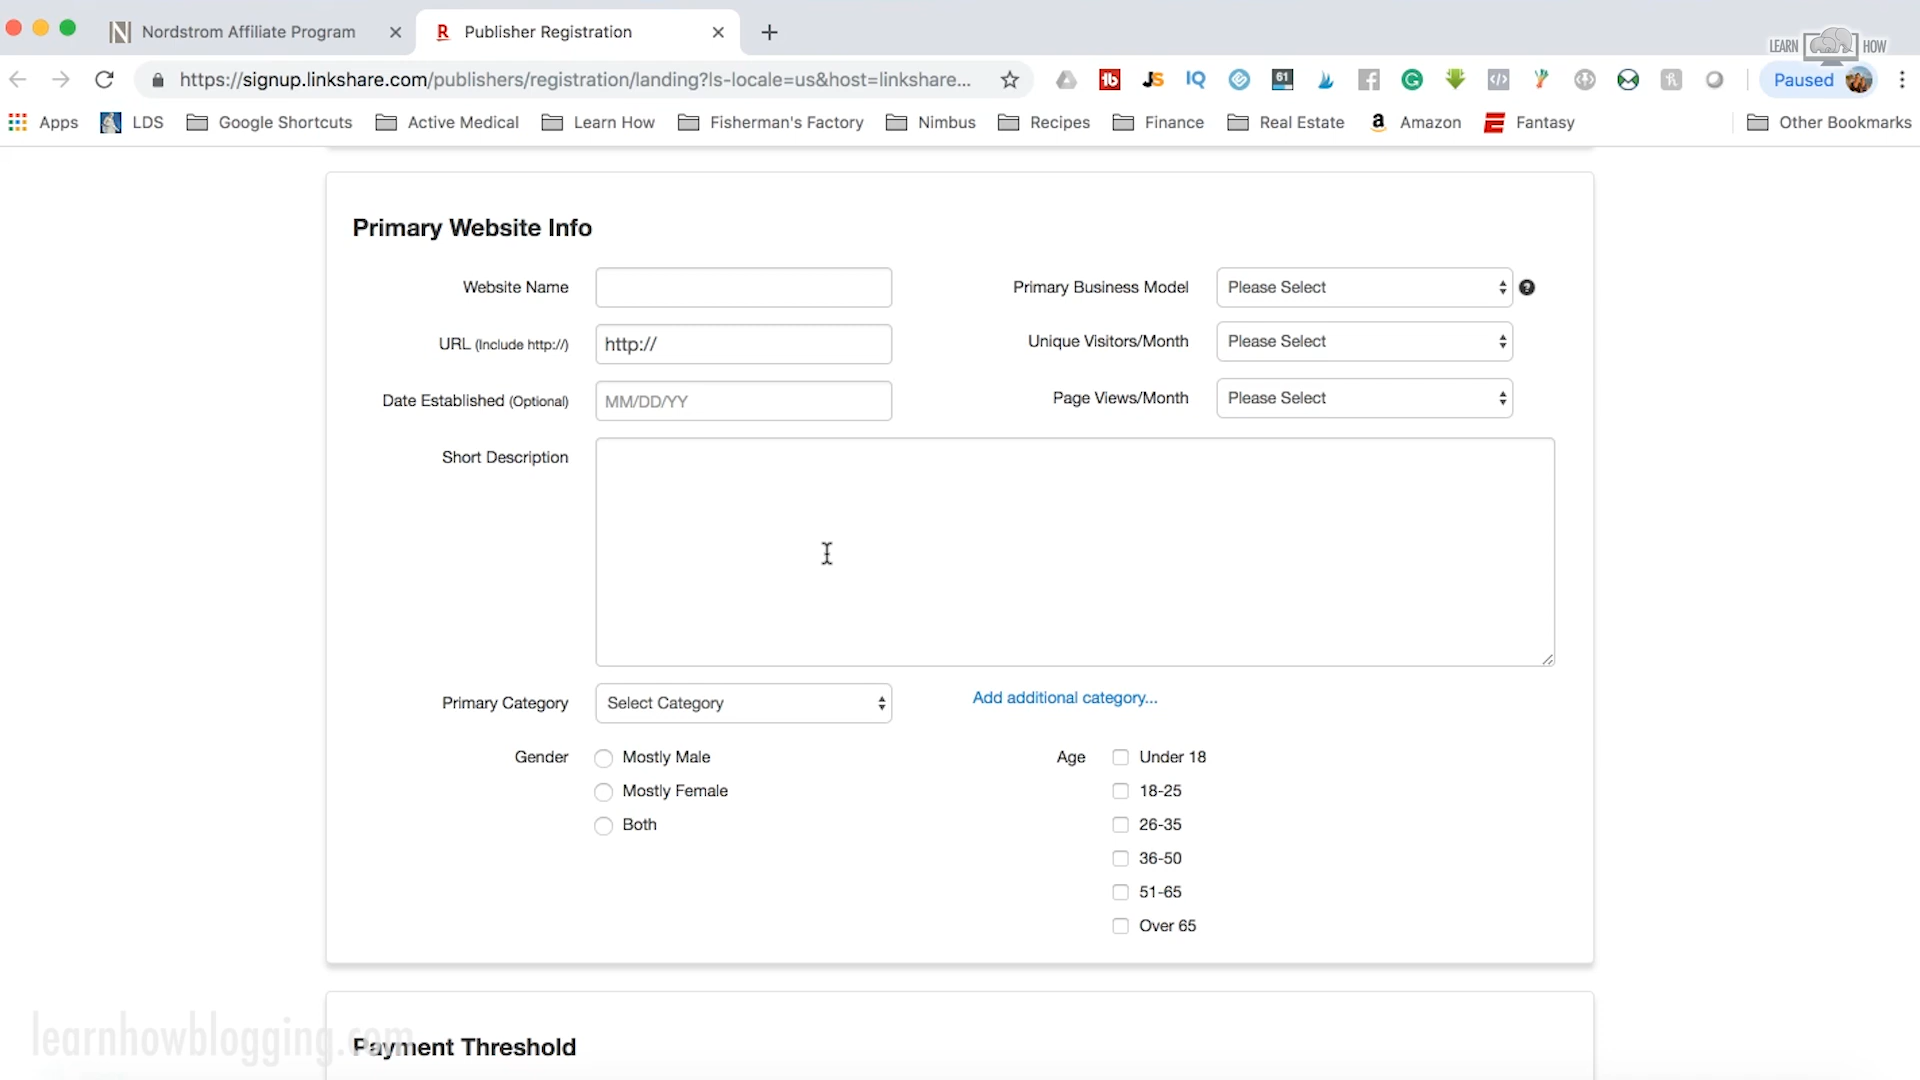 Nordstrom Affiliate Program
Publisher Registration
LEARN HOW
https://signup.linkshare.com/publishers/registration/landing?ls-locale=us&host=linkshare...
Paused
Apps
LDS
Google Shortcuts
Active Medical
Learn How
Fisherman's Factory
Nimbus
Recipes
Finance
Real Estate
Amazon
Fantasy
Other Bookmarks
Primary Website Info
Website Name
Primary Business Model
Please Select
URL (Include http://)
http://
Unique Visitors/Month
Please Select
Date Established (Optional)
MM/DD/YY
Page Views/Month
Please Select
Short Description
Primary Category
Select Category
Add additional category...
Gender
Mostly Male
Mostly Female
Both
Age
Under 18
18-25
26-35
36-50
51-65
Over 65
learnhowblogging.com
Payment Threshold